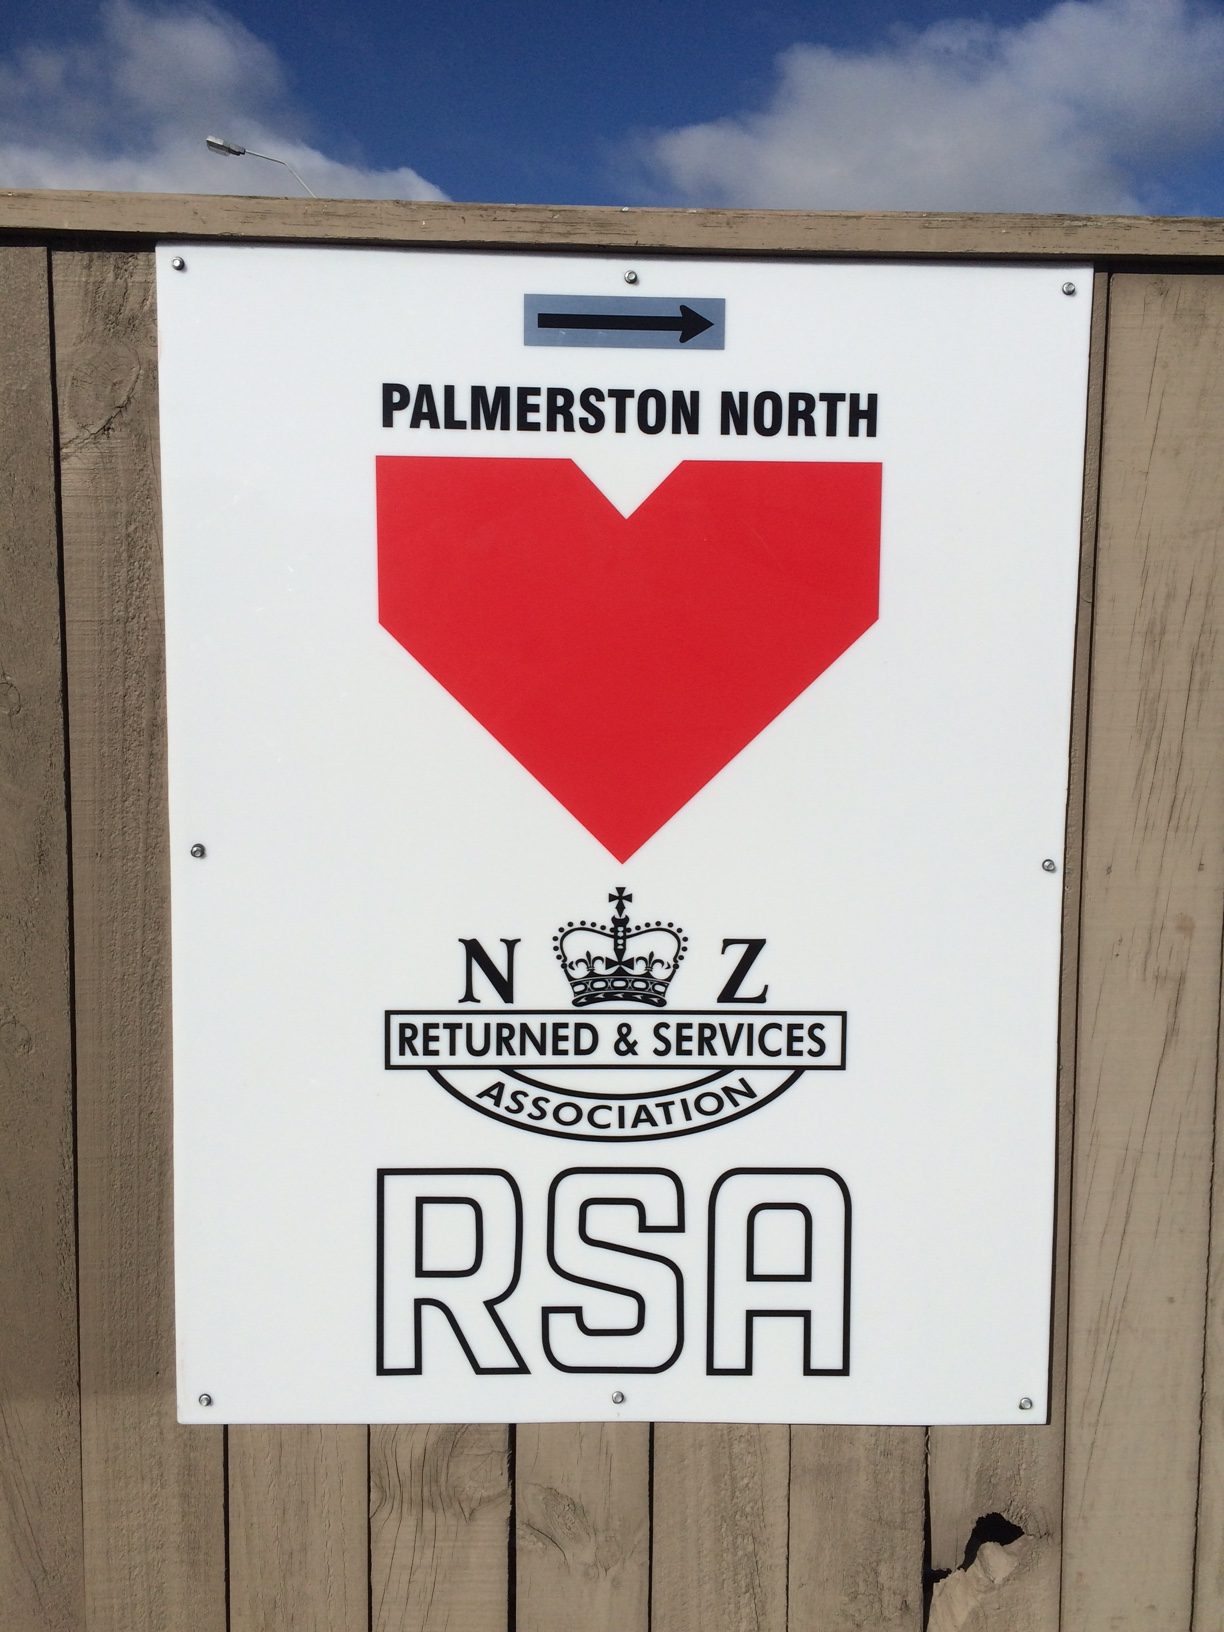 PALMERSTON NORTH
N Z
RETURNED & SERVICES
ASSOCIATION
RSA